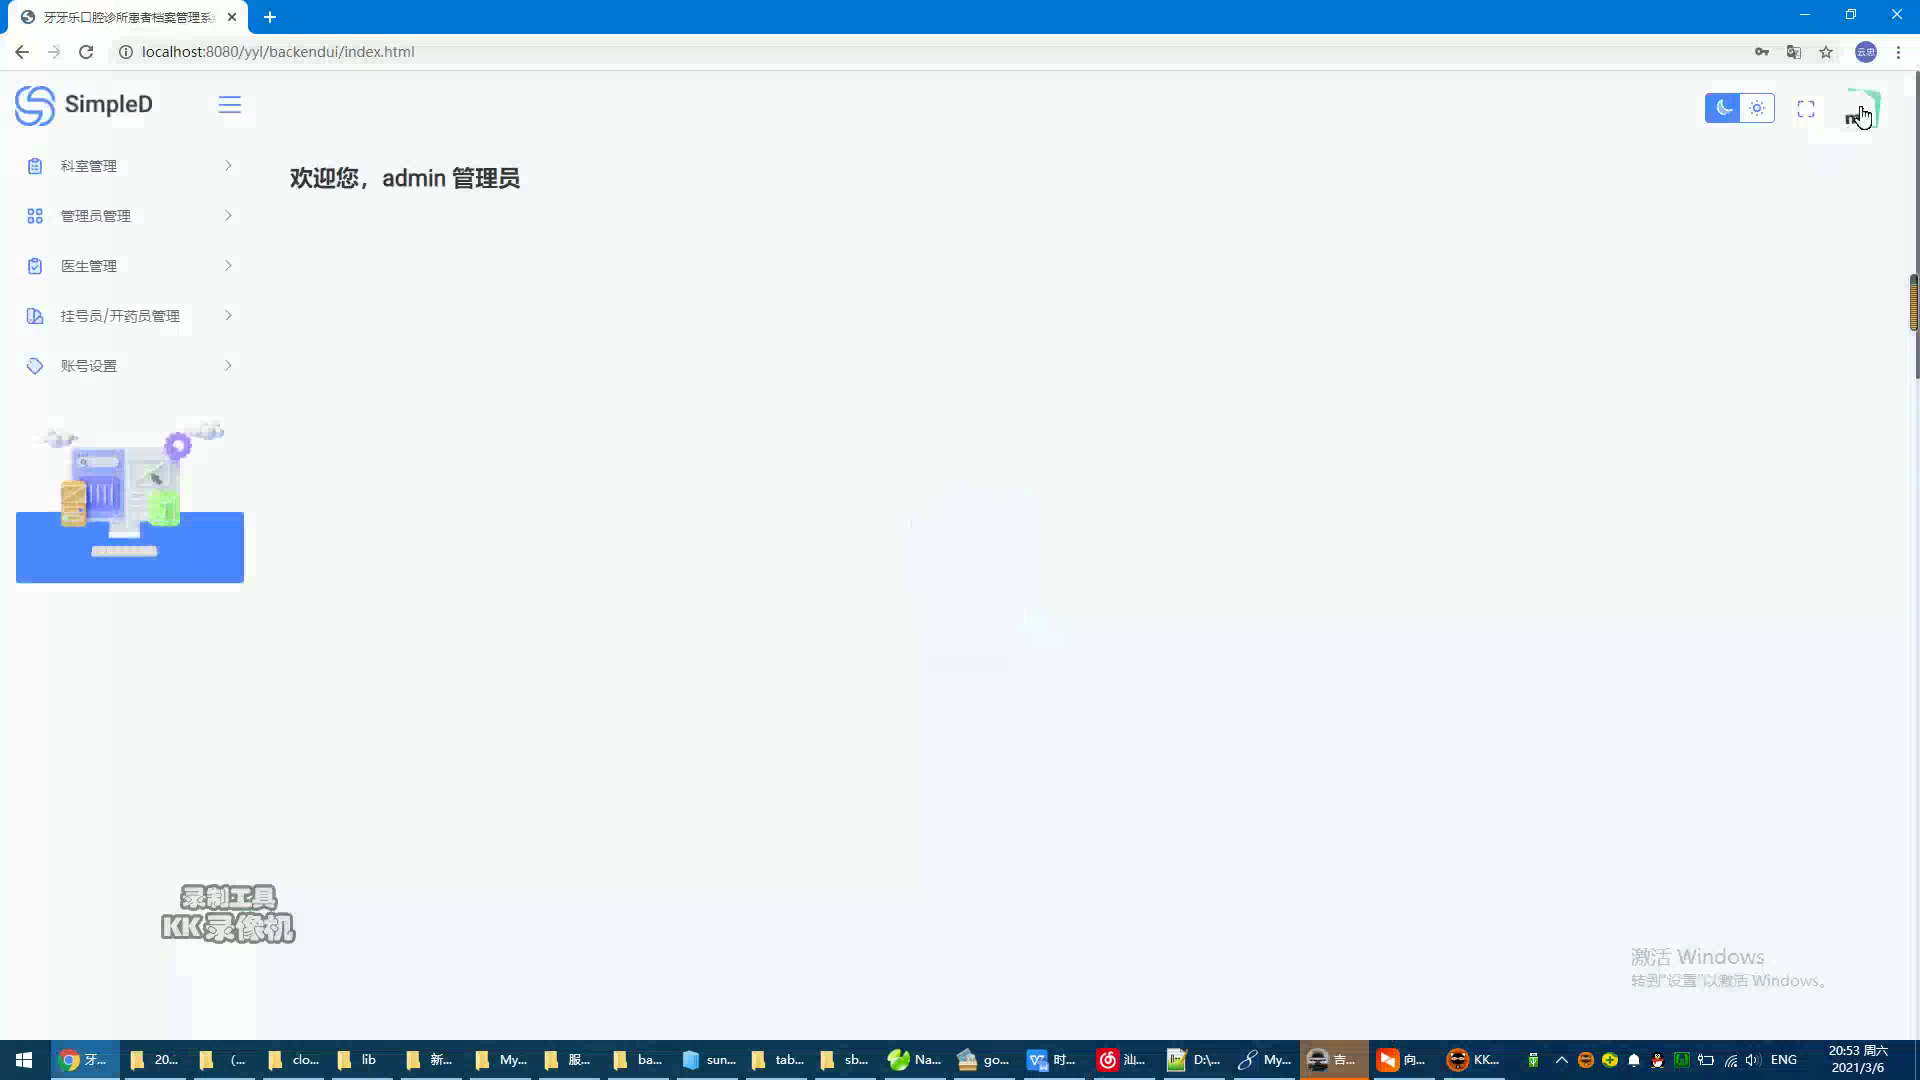 牙牙乐口腔诊所患者档案管理系
localhost:8080/yyl/backendui/index.html
云忠
SimpleD
科室管理
欢迎您，admin 管理员
管理员管理
医生管理
挂号员/开药员管理
账号设置
录制工具
KK录像机
激活 Windows
转到"设置"以激活 Windows。
牙...
20...
(...
clo...
lib
新...
My...
服...
ba...
sun...
tab...
sb...
Na...
go...
时...
汕...
D:\...
My...
吉...
向...
KK...
ENG
20:53 周六
2021/3/6